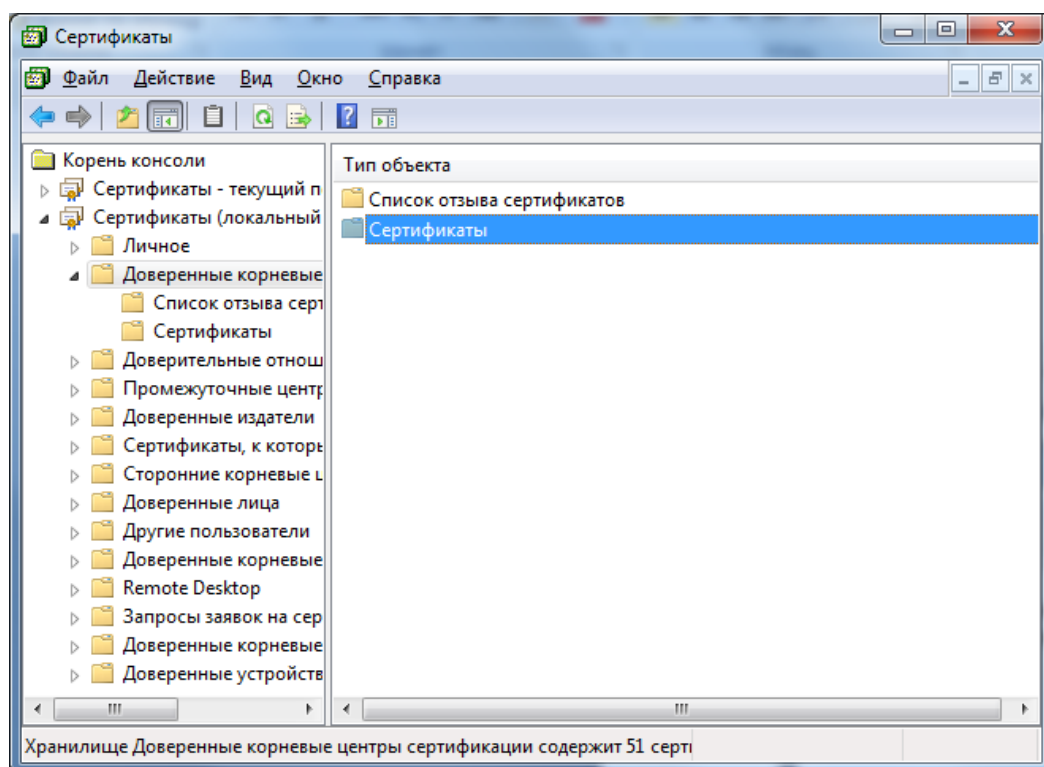 Сертификаты
Файл Действие Вид Окно Справка
Корень консоли
Сертификаты - текущий п
Сертификаты (локальный
Личное
Доверенные корневые
Список отзыва серт
Сертификаты
Доверительные отнош
Промежуточные центр
Доверенные издатели
Сертификаты, к которы
Сторонние корневые ц
Доверенные лица
Другие пользователи
Доверенные корневые
Remote Desktop
Запросы заявок на сер
Доверенные корневые
Доверенные устройств
Тип объекта
Список отзыва сертификатов
Сертификаты
Хранилище Доверенные корневые центры сертификации содержит 51 серти